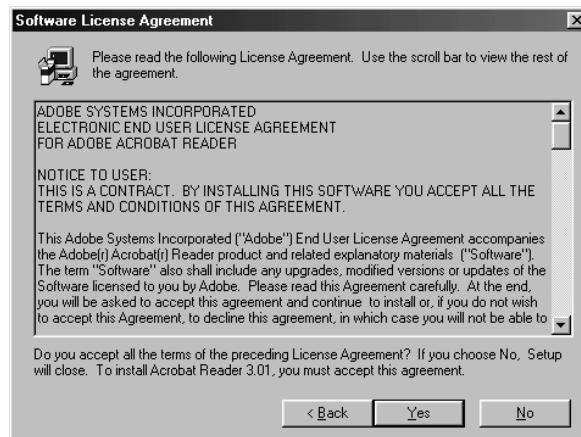 Software License Agreement
Please read the following License Agreement. Use the scroll bar to view the rest of
the agreement.
ADOBE SYSTEMS INCORPORATED
ELECTRONIC END USER LICENSE AGREEMENT
FOR ADOBE ACROBAT READER
NOTICE TO USER:
THIS IS A CONTRACT. BY INSTALLING THIS SOFTWARE YOU ACCEPT ALL THE
TERMS AND CONDITIONS OF THIS AGREEMENT.
This Adobe Systems Incorporated ("Adobe") End User License Agreement accompanies
the Adobe(r) Acrobat(r) Reader product and related explanatory materials ("Software").
The term "Software" also shall include any upgrades, modified versions or updates of the
Software licensed to you by Adobe. Please read this Agreement carefully. At the end,
you will be asked to accept this agreement and continue to install or, if you do not wish
to accept this Agreement, to decline this agreement, in which case you will not be able to
Do you accept all the terms of the preceding License Agreement? If you choose No, Setup
will close. To install Acrobat Reader 3.01, you must accept this agreement.
< Back Yes No